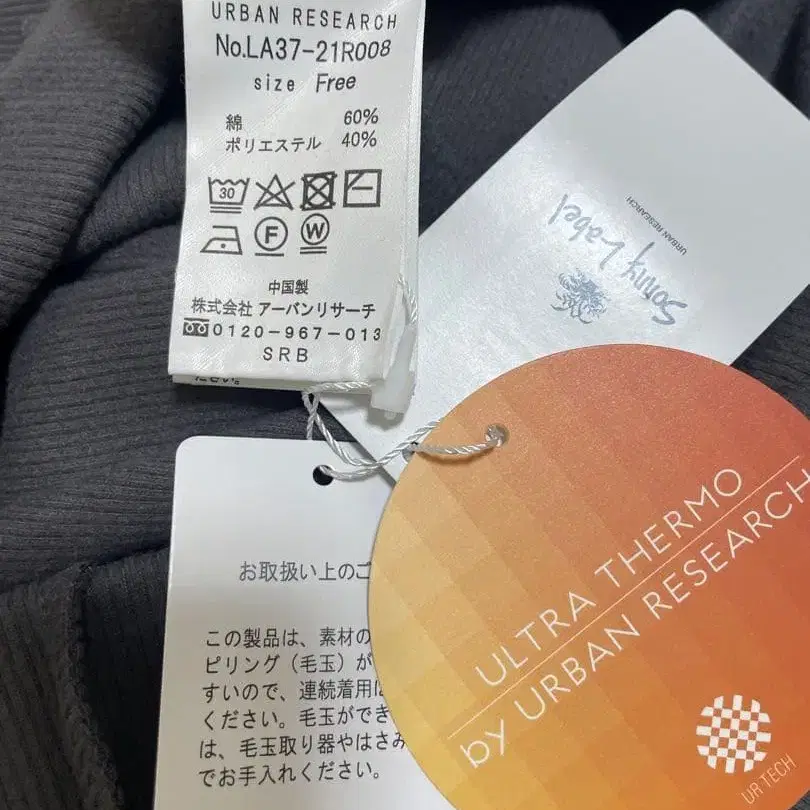 URBAN RESEARCH
No.LA37-21R008
size Free
綿 60%
ポリエステル 40%
30
F
W
中国製
株式会社 アーバンリサーチ
0120-967-013
SRB
Sonny Label
URBAN RESEARCH
お取扱い上のご
この製品は、素材の
ピリング(毛玉)が
すいので、連続着用は
ください。毛玉ができ
は、毛玉取り器やはさみ
でお手入れください。
ULTRA THERMO
by URBAN RESEARCH
UR TECH